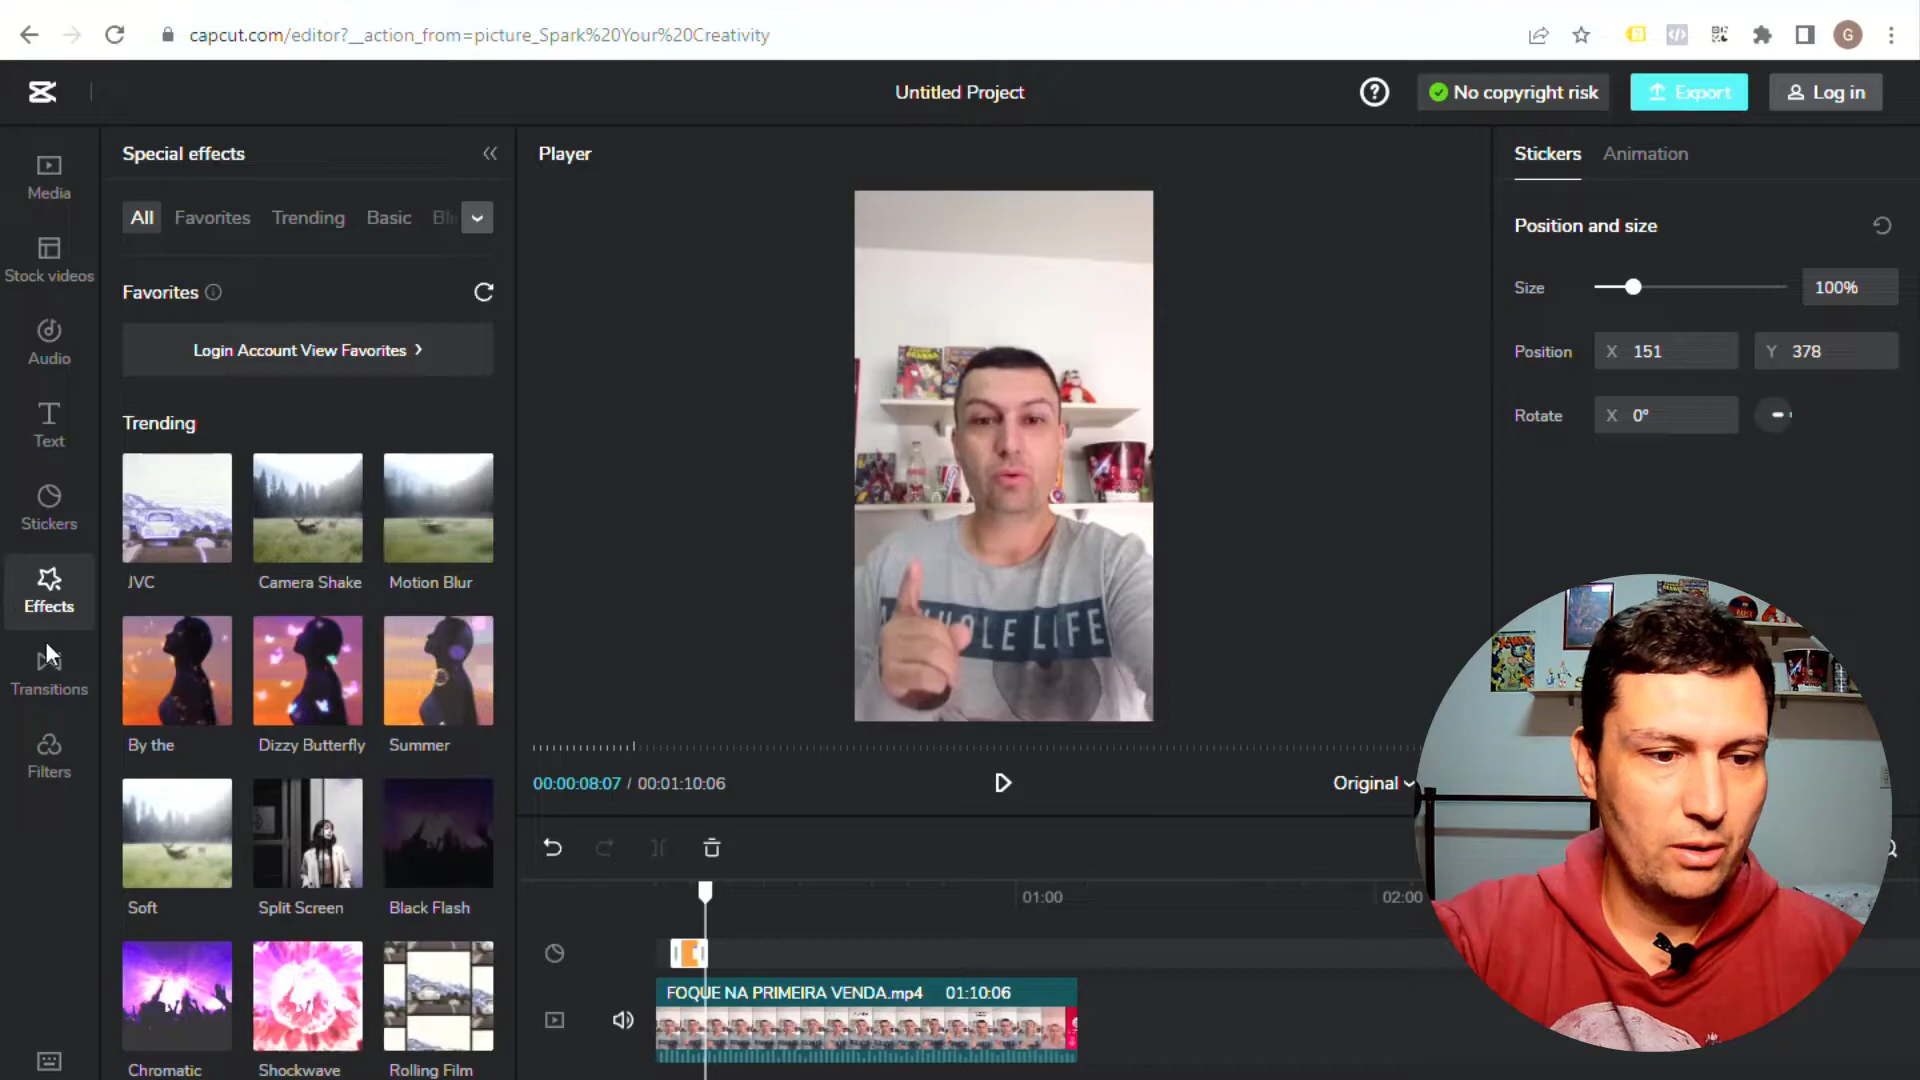 capcut.com/editor?__action_from=picture_Spark%20Your%20Creativity
G
Untitled Project
No copyright risk
Export
Log in
Media
Stock videos
Audio
Text
Stickers
Effects
Transitions
Filters
Special effects
All Favorites Trending Basic
Favorites
Login Account View Favorites
Trending
JVC Camera Shake Motion Blur
By the Dizzy Butterfly Summer
Soft Split Screen Black Flash
Chromatic Shockwave Rolling Film
Player
WHOLE LIFE
00:00:08:07 / 00:01:10:06
Original
Stickers Animation
Position and size
Size 100%
Position X 151 Y 378
Rotate X 0°
01:00 02:00
FOQUE NA PRIMEIRA VENDA.mp4 01:10:06